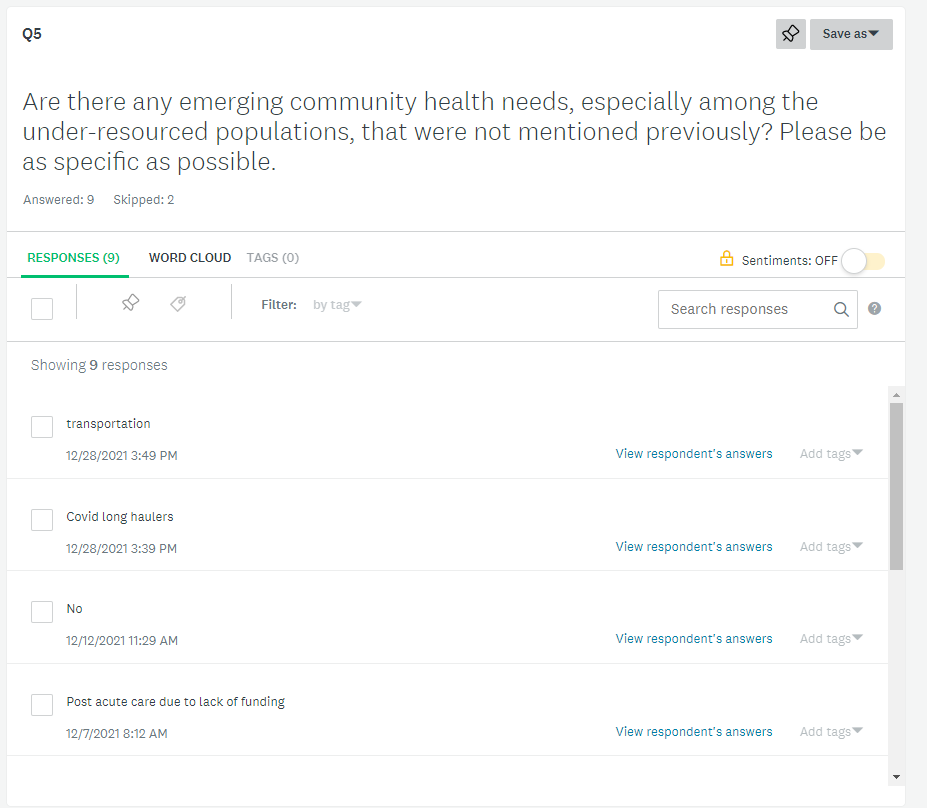 Q5
Save as
Are there any emerging community health needs, especially among the
under-resourced populations, that were not mentioned previously? Please be
as specific as possible.
Answered: 9 Skipped: 2
RESPONSES (9) WORD CLOUD TAGS (0) Sentiments: OFF
Filter: by tag Search responses ?
Showing 9 responses
transportation
12/28/2021 3:49 PM View respondent's answers Add tags
Covid long haulers
12/28/2021 3:39 PM View respondent's answers Add tags
No
12/12/2021 11:29 AM View respondent's answers Add tags
Post acute care due to lack of funding
12/7/2021 8:12 AM View respondent's answers Add tags